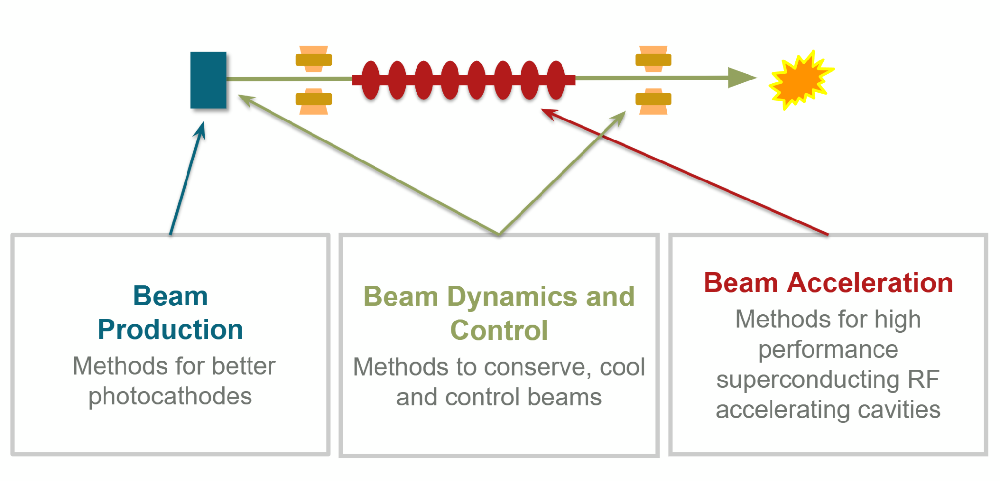 Beam
Production
Methods for better
photocathodes
Beam Dynamics and
Control
Methods to conserve, cool
and control beams
Beam Acceleration
Methods for high
performance
superconducting RF
accelerating cavities